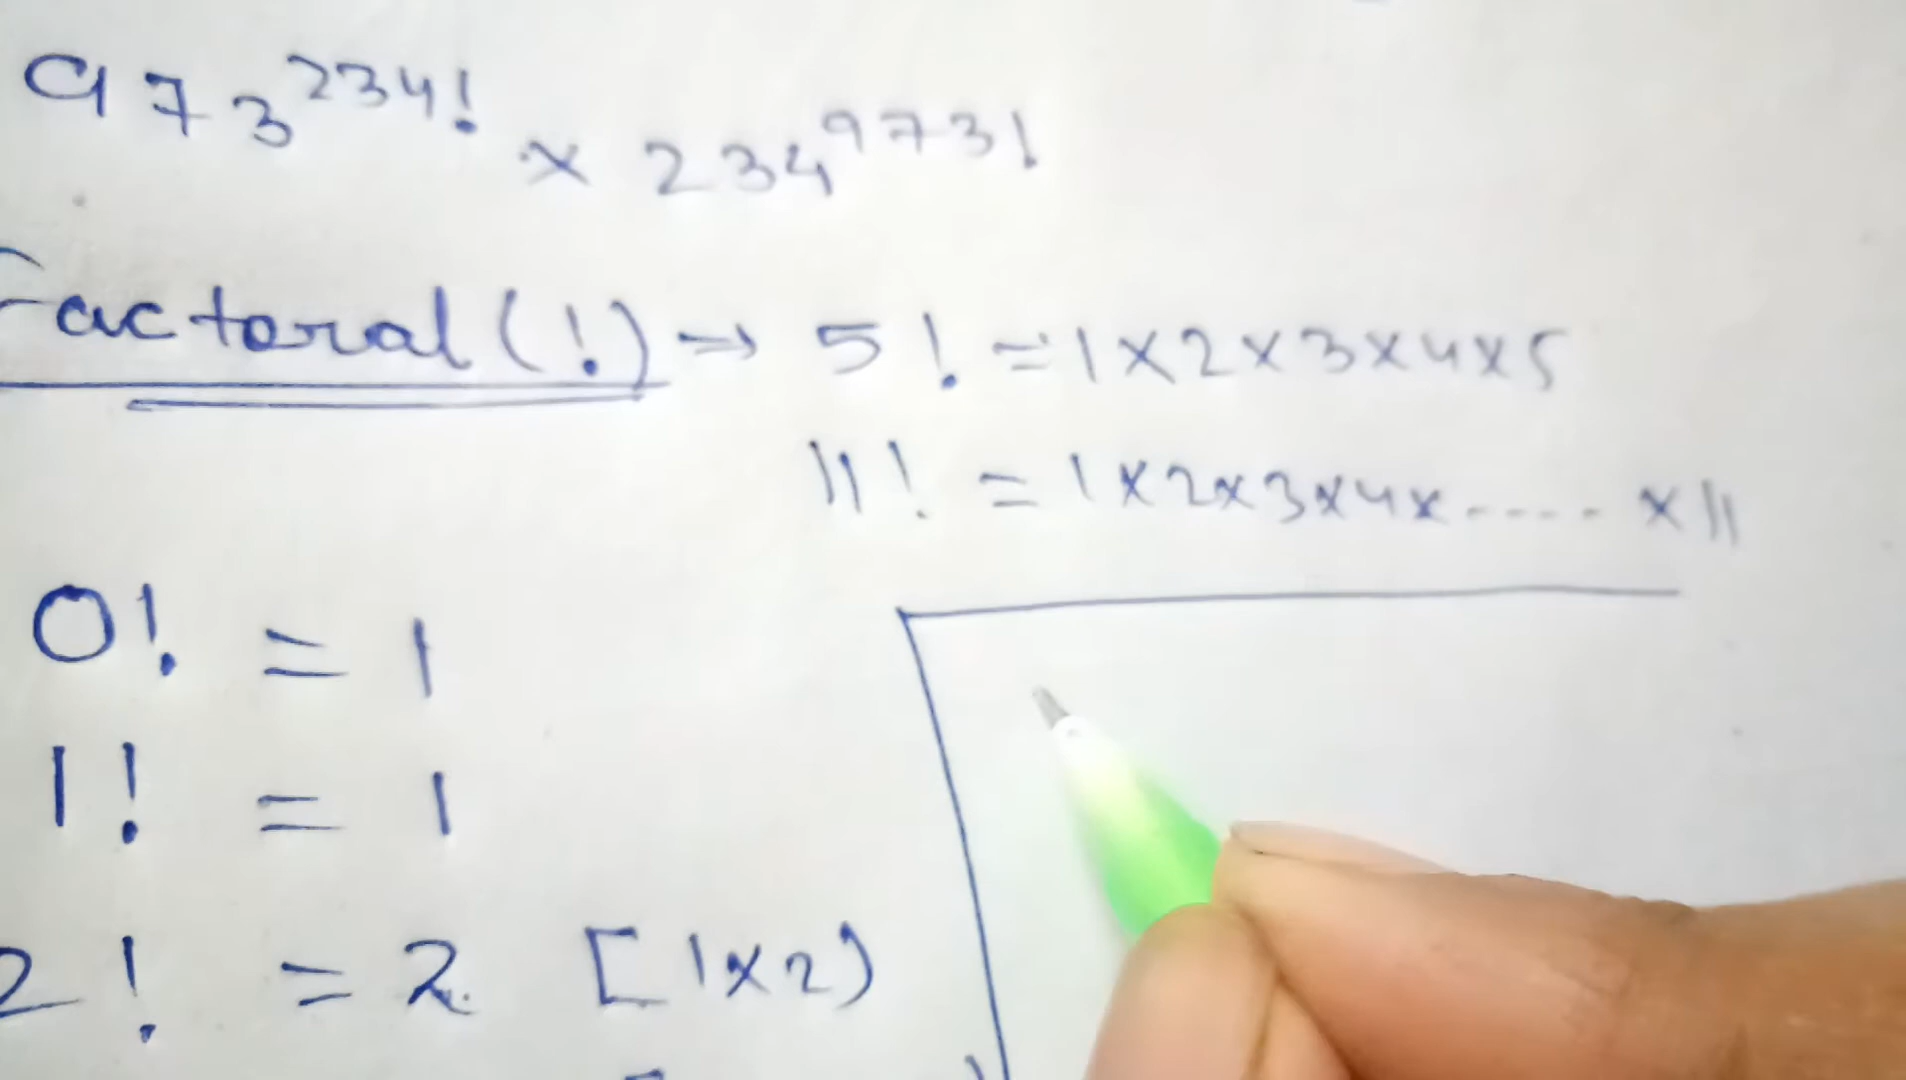 973^234! × 234^973!
Factoral (!) → 5! = 1×2×3×4×5
11! = 1×2×3×4×----- ×11
0! = 1
1! = 1
2! = 2 [1×2)